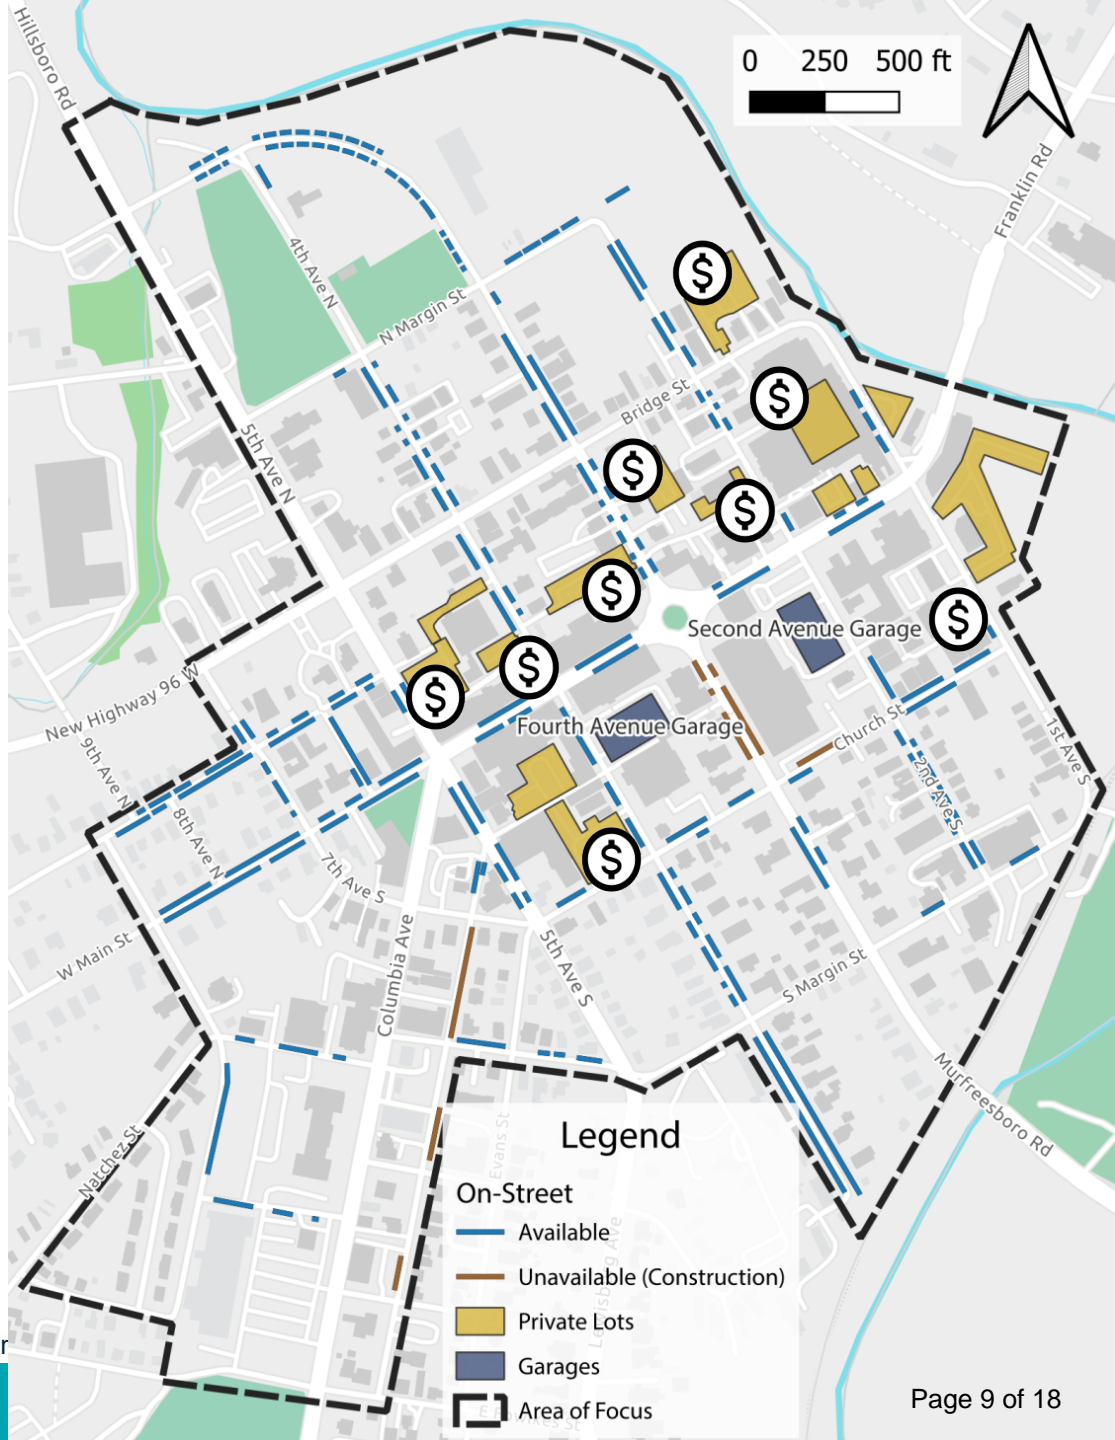 Hillsboro Rd
0 250 500 ft
Franklin Rd
4th Ave N
N Margin St
$
$
Bridge St
5th Ave N
$
$
$
Second Avenue Garage
$
$
$
New Highway 96 W
Fourth Avenue Garage
Church St
1st Ave S
9th Ave N
8th Ave N
2nd Ave S
7th Ave S
$
W Main St
Columbia Ave
5th Ave S
S Margin St
Murfreesboro Rd
Natchez St
Evans St
Legend
On-Street
Available
Unavailable (Construction)
Private Lots
Garages
Area of Focus
Page 9 of 18